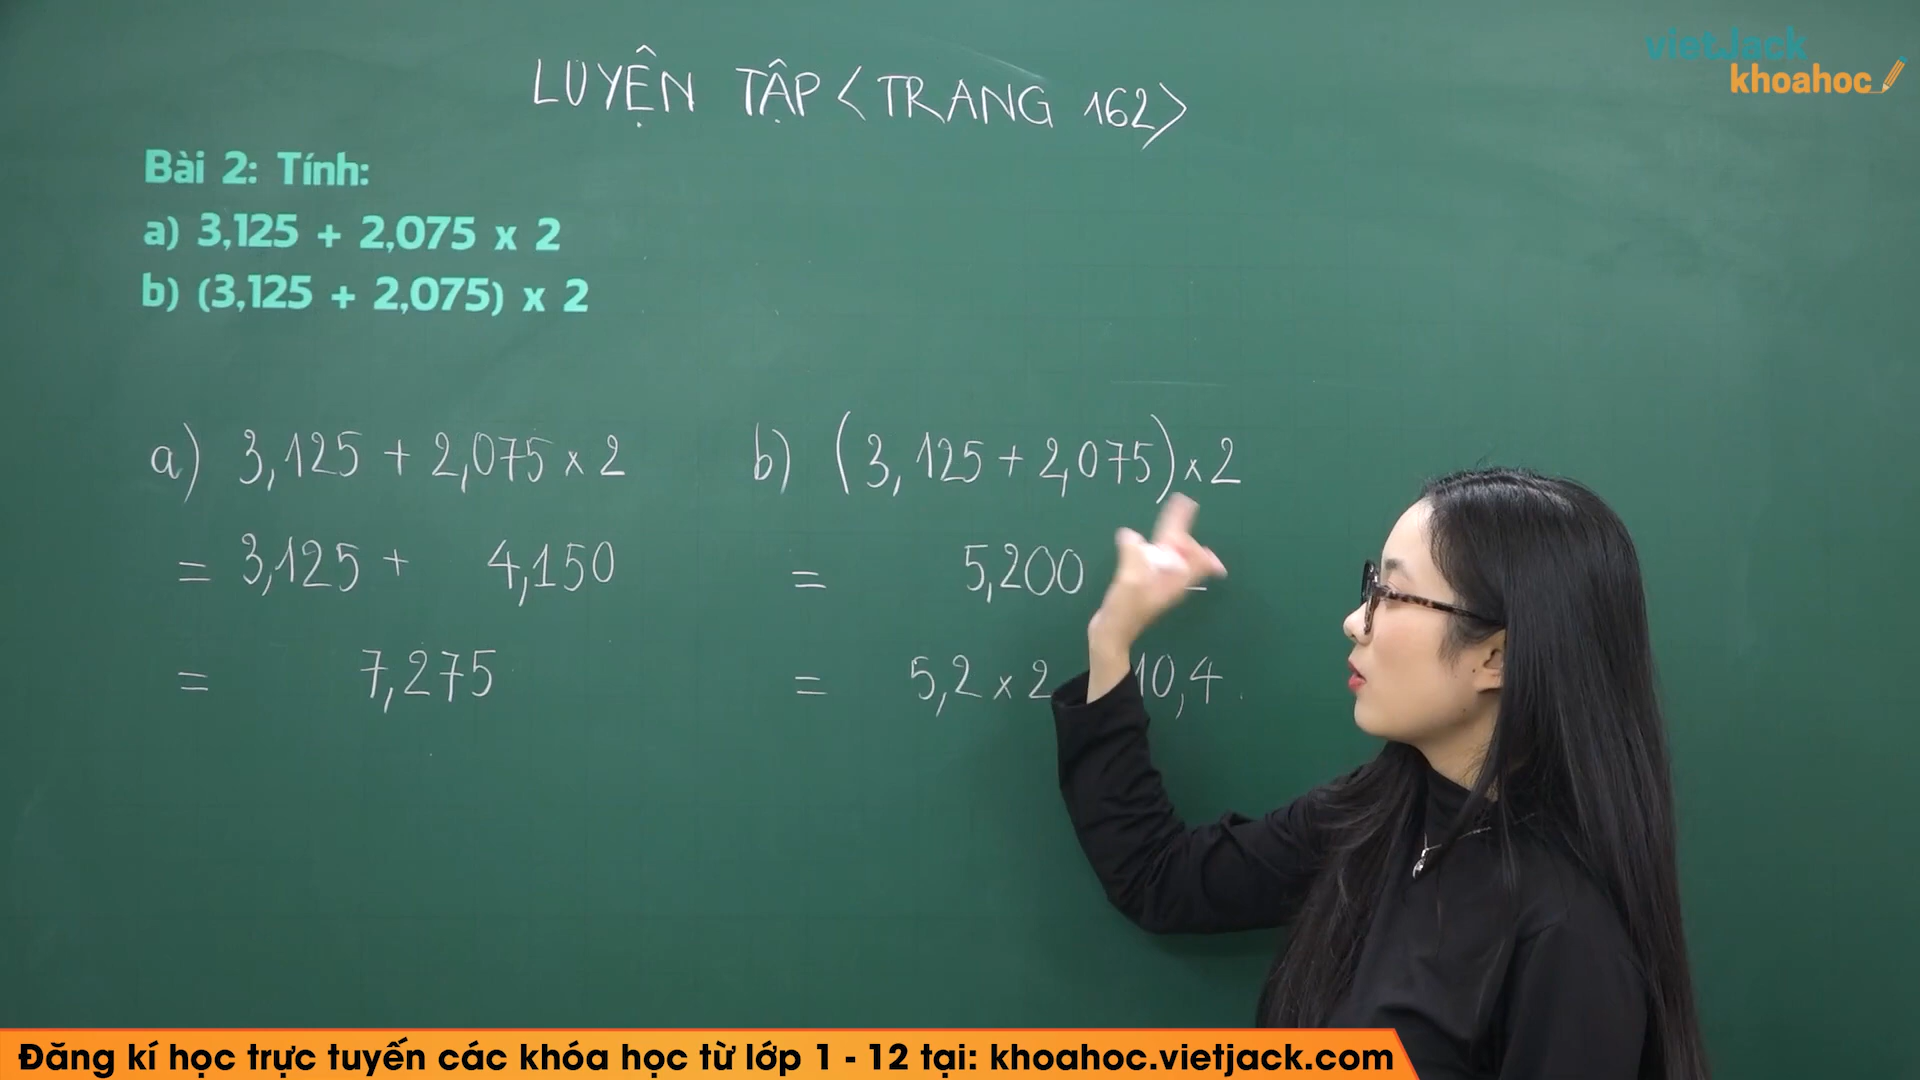 vietJack
khoahoc
LUYỆN TẬP <TRANG 162>
Bài 2: Tính:
a) 3,125 + 2,075 x 2
b) (3,125 + 2,075) x 2
a) 3,125 + 2,075 x 2
= 3,125 + 4,150
= 7,275
b) (3,125 + 2,075) x 2
= 5,200
= 5,2 x 2 10,4
Đăng kí học trực tuyến các khóa học từ lớp 1 - 12 tại: khoahoc.vietjack.com